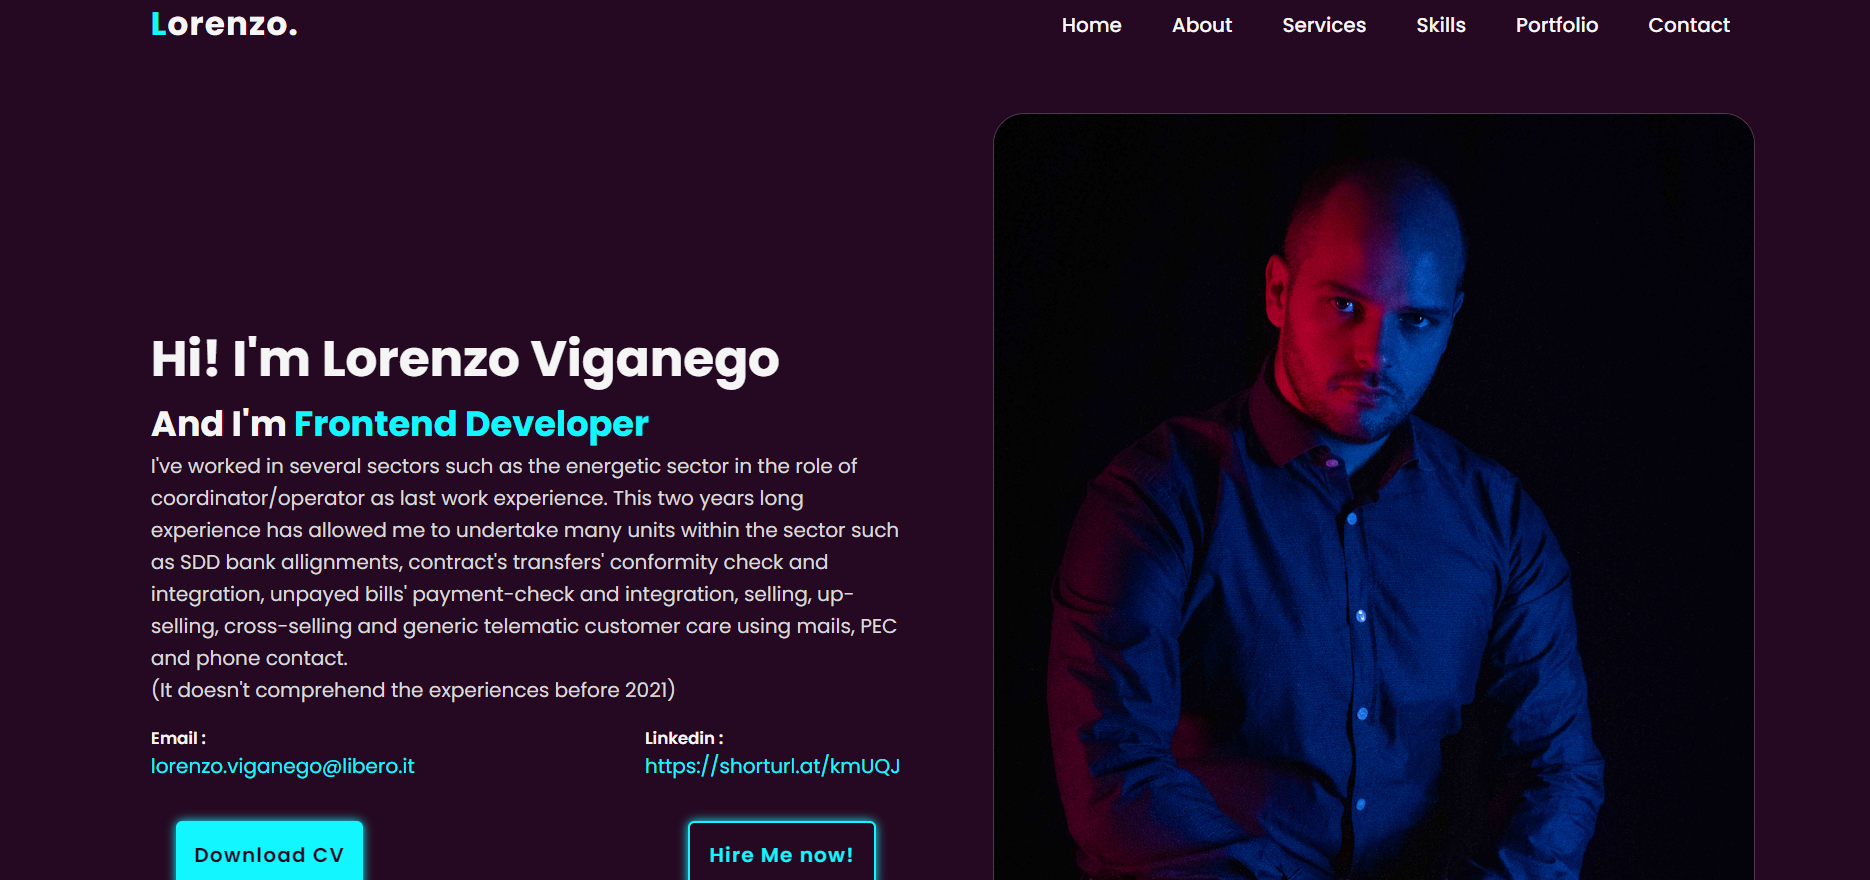 Lorenzo.
Home About Services Skills Portfolio Contact
Hi! I'm Lorenzo Viganego
And I'm Frontend Developer
I've worked in several sectors such as the energetic sector in the role of
coordinator/operator as last work experience. This two years long
experience has allowed me to undertake many units within the sector such
as SDD bank allignments, contract's transfers' conformity check and
integration, unpayed bills' payment-check and integration, selling, up-
selling, cross-selling and generic telematic customer care using mails, PEC
and phone contact.
(It doesn't comprehend the experiences before 2021)
Email :
lorenzo.viganego@libero.it
Linkedin :
https://shorturl.at/kmUQJ
Download CV
Hire Me now!